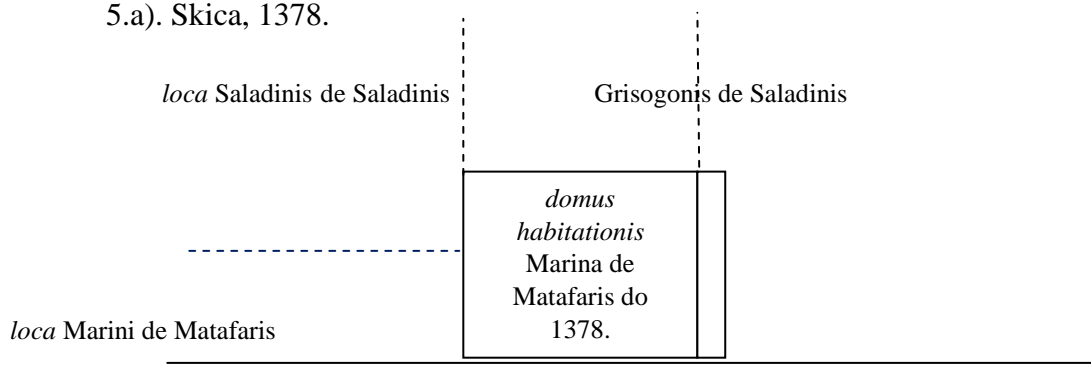 5.a). Skica, 1378.
loca Saladinis de Saladinis
Grisogonis de Saladinis
domus
habitationis
Marina de
Matafaris do
1378.
loca Marini de Matafaris